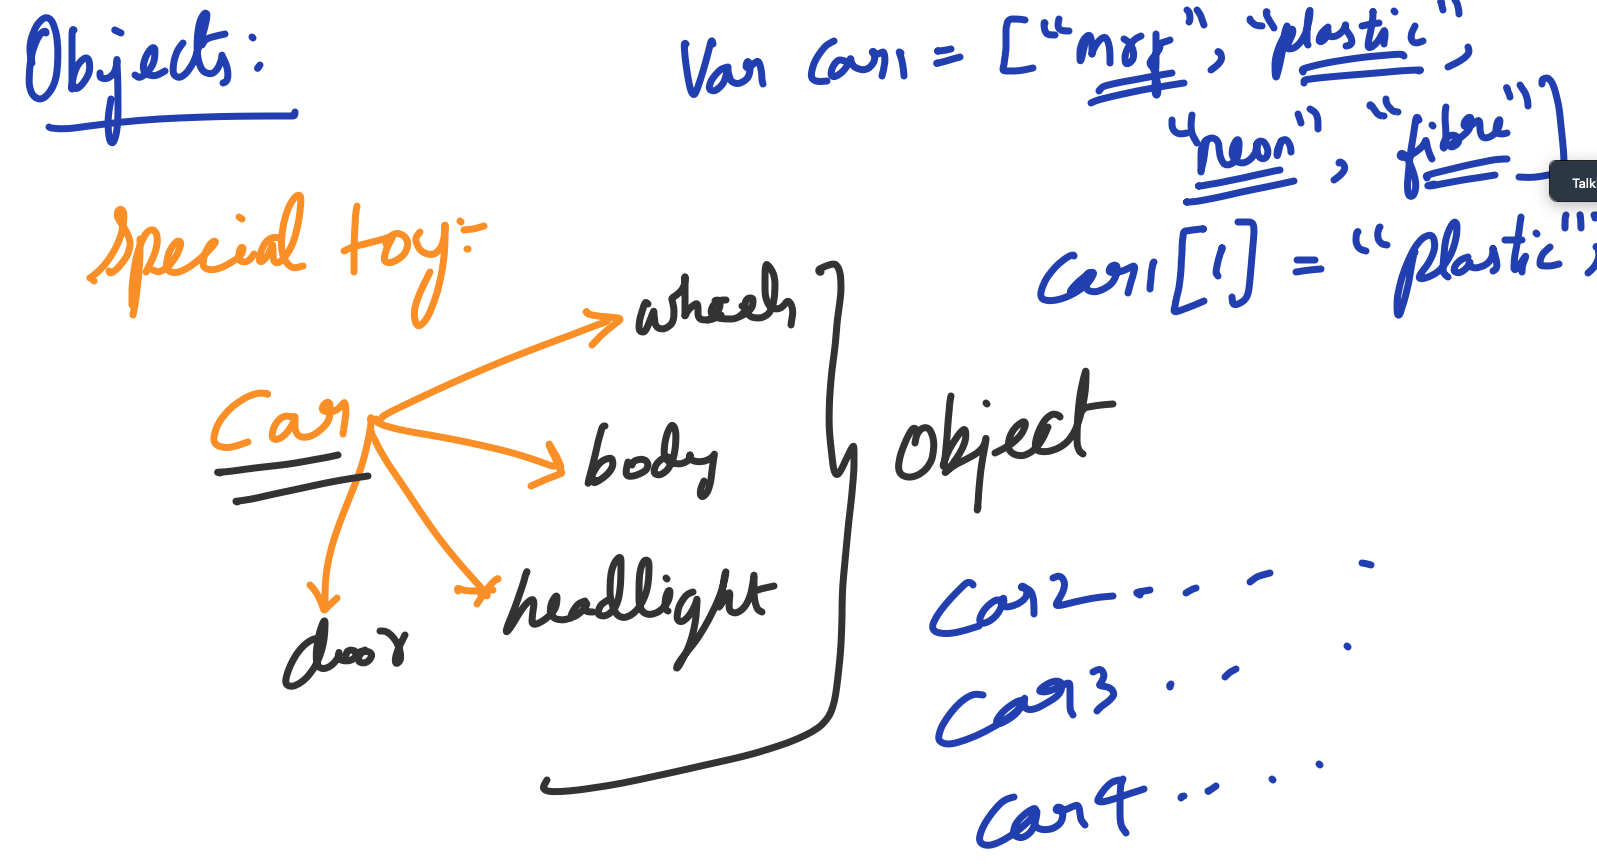 Objects:
Var Car1 = ["mrf", "plastic",
"neon", "fibre"]
Talk
Special toy:-
Car1[1] = "plastic";
wheels
Car
body
Object
headlight
door
Car2 . . . .
Car3 . . .
Car4 . . . .